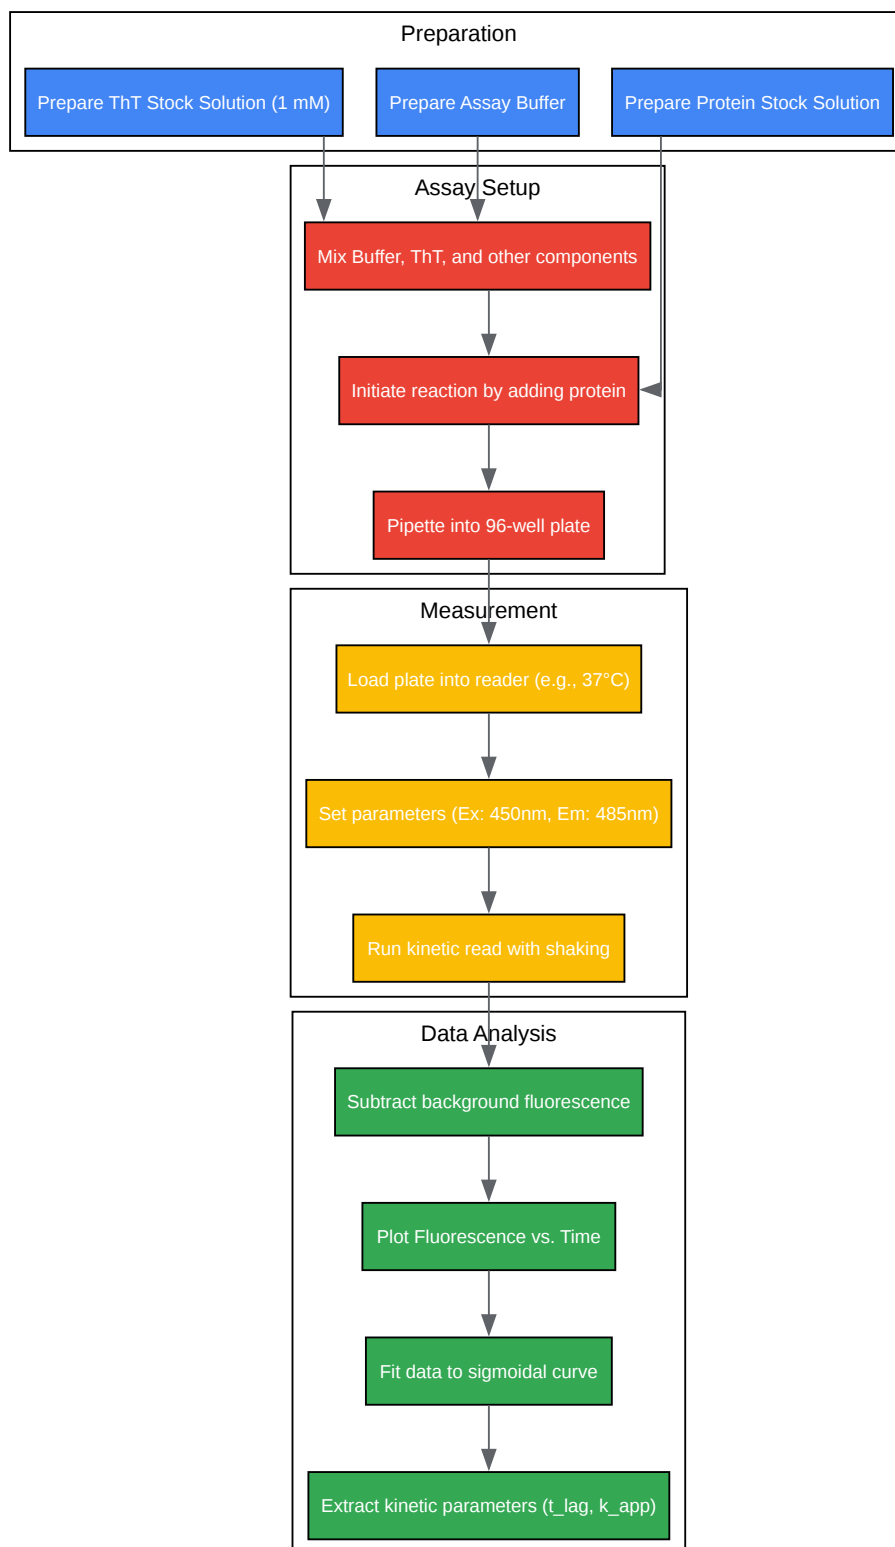 Preparation
Prepare ThT Stock Solution (1 mM)
Prepare Assay Buffer
Prepare Protein Stock Solution
Assay Setup
Mix Buffer, ThT, and other components
Initiate reaction by adding protein
Pipette into 96-well plate
Measurement
Load plate into reader (e.g., 37°C)
Set parameters (Ex: 450nm, Em: 485nm)
Run kinetic read with shaking
Data Analysis
Subtract background fluorescence
Plot Fluorescence vs. Time
Fit data to sigmoidal curve
Extract kinetic parameters (t_lag, k_app)